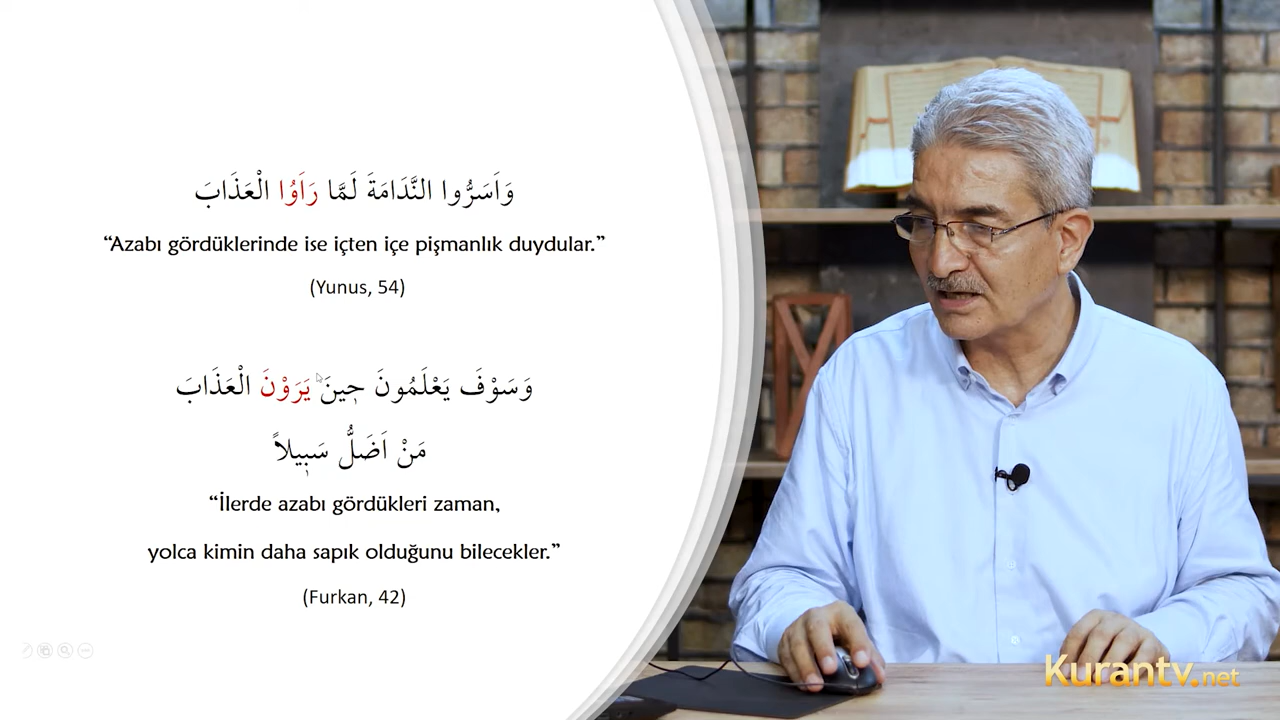 وَاَسَرُّوا النَّدَامَةَ لَمَّا رَاَوُا الْعَذَابَ
“Azabı gördüklerinde ise içten içe pişmanlık duydular.”
(Yunus, 54)
وَسَوْفَ يَعْلَمُونَ حٖينَ يَرَوْنَ الْعَذَابَ
مَنْ اَضَلُّ سَبٖيلاً
“İlerde azabı gördükleri zaman,
yolca kimin daha sapık olduğunu bilecekler.”
(Furkan, 42)
Kurantv.net